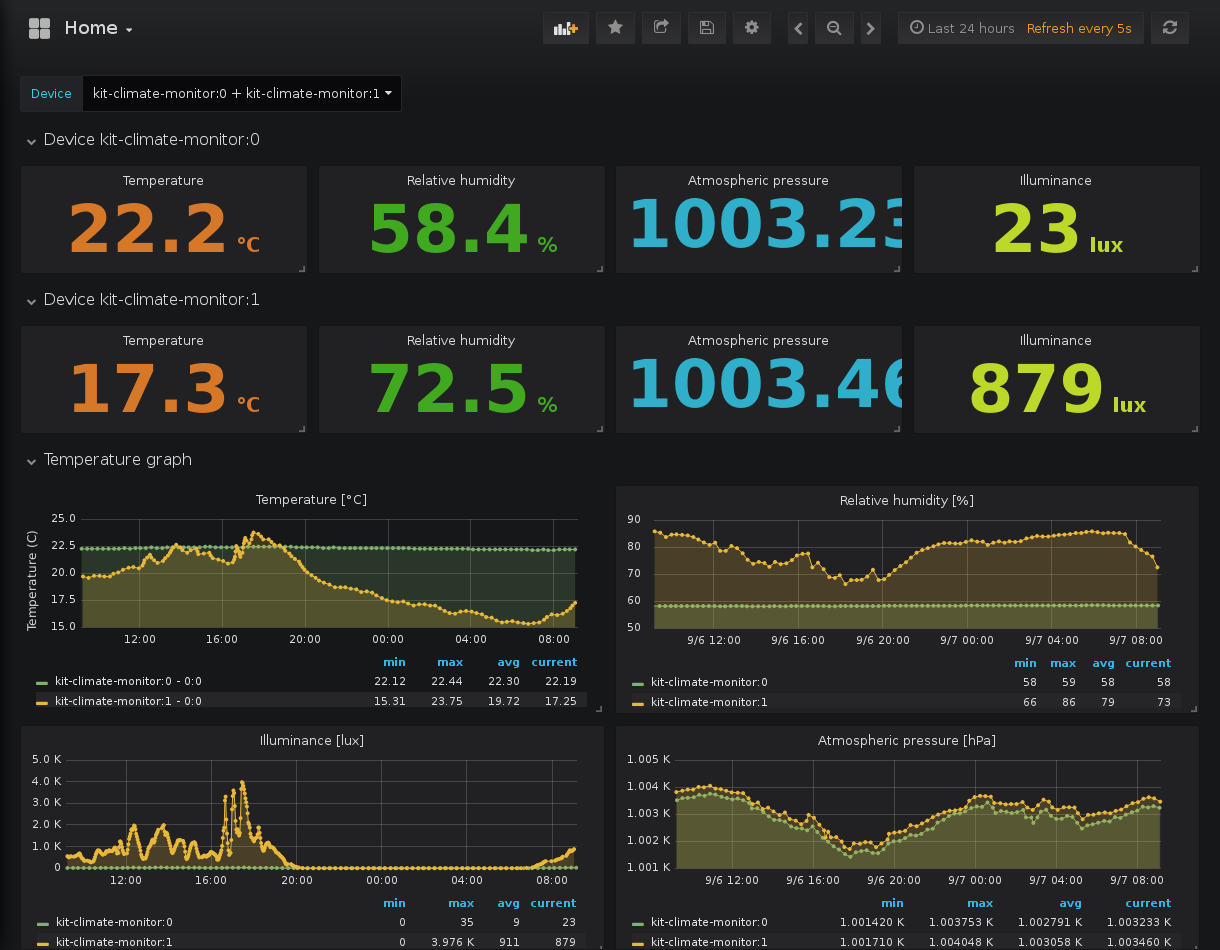 Home
Last 24 hours Refresh every 5s
Device kit-climate-monitor:0 + kit-climate-monitor:1
Device kit-climate-monitor:0
Temperature Relative humidity Atmospheric pressure Illuminance
22.2 °C 58.4 % 1003.23 23 lux
Device kit-climate-monitor:1
Temperature Relative humidity Atmospheric pressure Illuminance
17.3 °C 72.5 % 1003.46 879 lux
Temperature graph
Temperature [°C]
Temperature (C)
25.0
22.5
20.0
17.5
15.0
12:00 16:00 20:00 00:00 04:00 08:00
min max avg current
kit-climate-monitor:0 - 0:0 22.12 22.44 22.30 22.19
kit-climate-monitor:1 - 0:0 15.31 23.75 19.72 17.25
Relative humidity [%]
90
80
70
60
50
9/6 12:00 9/6 16:00 9/6 20:00 9/7 00:00 9/7 04:00 9/7 08:00
min max avg current
kit-climate-monitor:0 58 59 58 58
kit-climate-monitor:1 66 86 79 73
Illuminance [lux]
5.0 K
4.0 K
3.0 K
2.0 K
1.0 K
0
12:00 16:00 20:00 00:00 04:00 08:00
min max avg current
kit-climate-monitor:0 0 35 9 23
kit-climate-monitor:1 0 3.976 K 911 879
Atmospheric pressure [hPa]
1.005 K
1.004 K
1.003 K
1.002 K
1.001 K
9/6 12:00 9/6 16:00 9/6 20:00 9/7 00:00 9/7 04:00 9/7 08:00
min max avg current
kit-climate-monitor:0 1.001420 K 1.003753 K 1.002791 K 1.003233 K
kit-climate-monitor:1 1.001710 K 1.004048 K 1.003058 K 1.003460 K